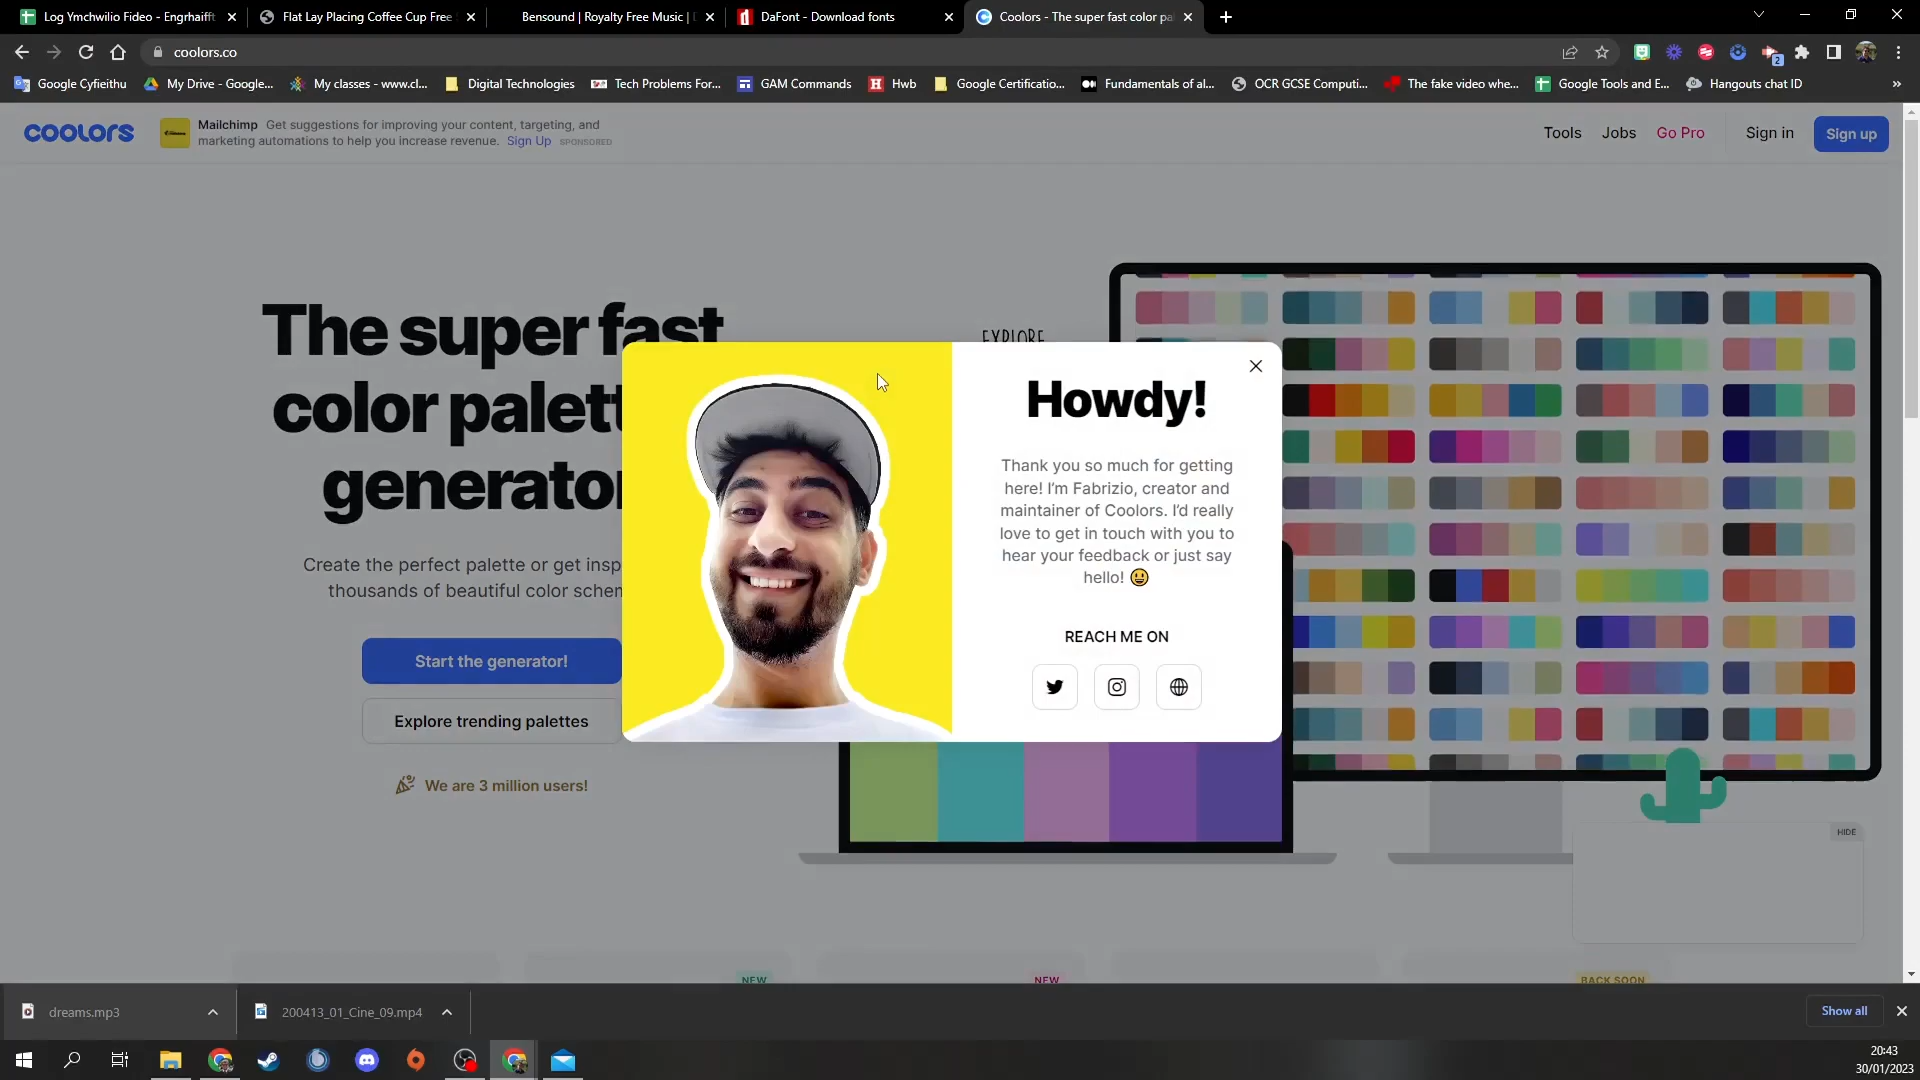 Log Ymchwilio Fideo - Engrhaifft
Flat Lay Placing Coffee Cup Free
Bensound | Royalty Free Music |
DaFont - Download fonts
Coolors - The super fast color pa
coolors.co
2
Google Cyfieithu
My Drive - Google...
My classes - www.cl...
Digital Technologies
Tech Problems For...
GAM Commands
Hwb
Google Certificatio...
Fundamentals of al...
OCR GCSE Computi...
The fake video whe...
Google Tools and E...
Hangouts chat ID
»
coolors
Mailchimp Get suggestions for improving your content, targeting, and
marketing automations to help you increase revenue. Sign Up SPONSORED
Tools
Jobs
Go Pro
Sign in
Sign up
The super fast
color palett
generator
Create the perfect palette or get insp
thousands of beautiful color schem
Start the generator!
Explore trending palettes
We are 3 million users!
EXPLORE
Howdy!
Thank you so much for getting
here! I'm Fabrizio, creator and
maintainer of Coolors. I'd really
love to get in touch with you to
hear your feedback or just say
hello! 😃
REACH ME ON
HIDE
NEW
NEW
BACK SOON
dreams.mp3
200413_01_Cine_09.mp4
Show all
20:43
30/01/2023